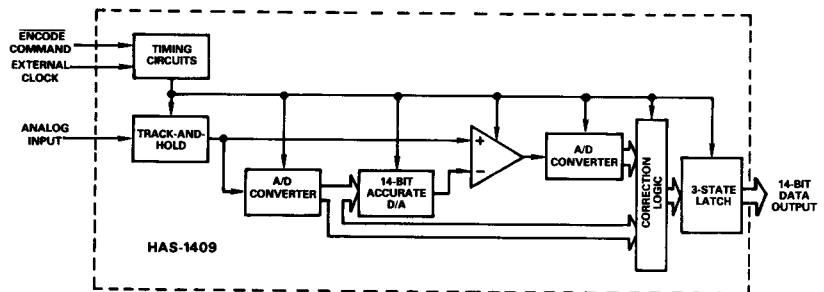 ENCODE
COMMAND
EXTERNAL
CLOCK
TIMING
CIRCUITS
ANALOG
INPUT
TRACK-AND-
HOLD
A/D
CONVERTER
14-BIT
ACCURATE
D/A
+
−
A/D
CONVERTER
CORRECTION
LOGIC
3-STATE
LATCH
14-BIT
DATA
OUTPUT
HAS-1409